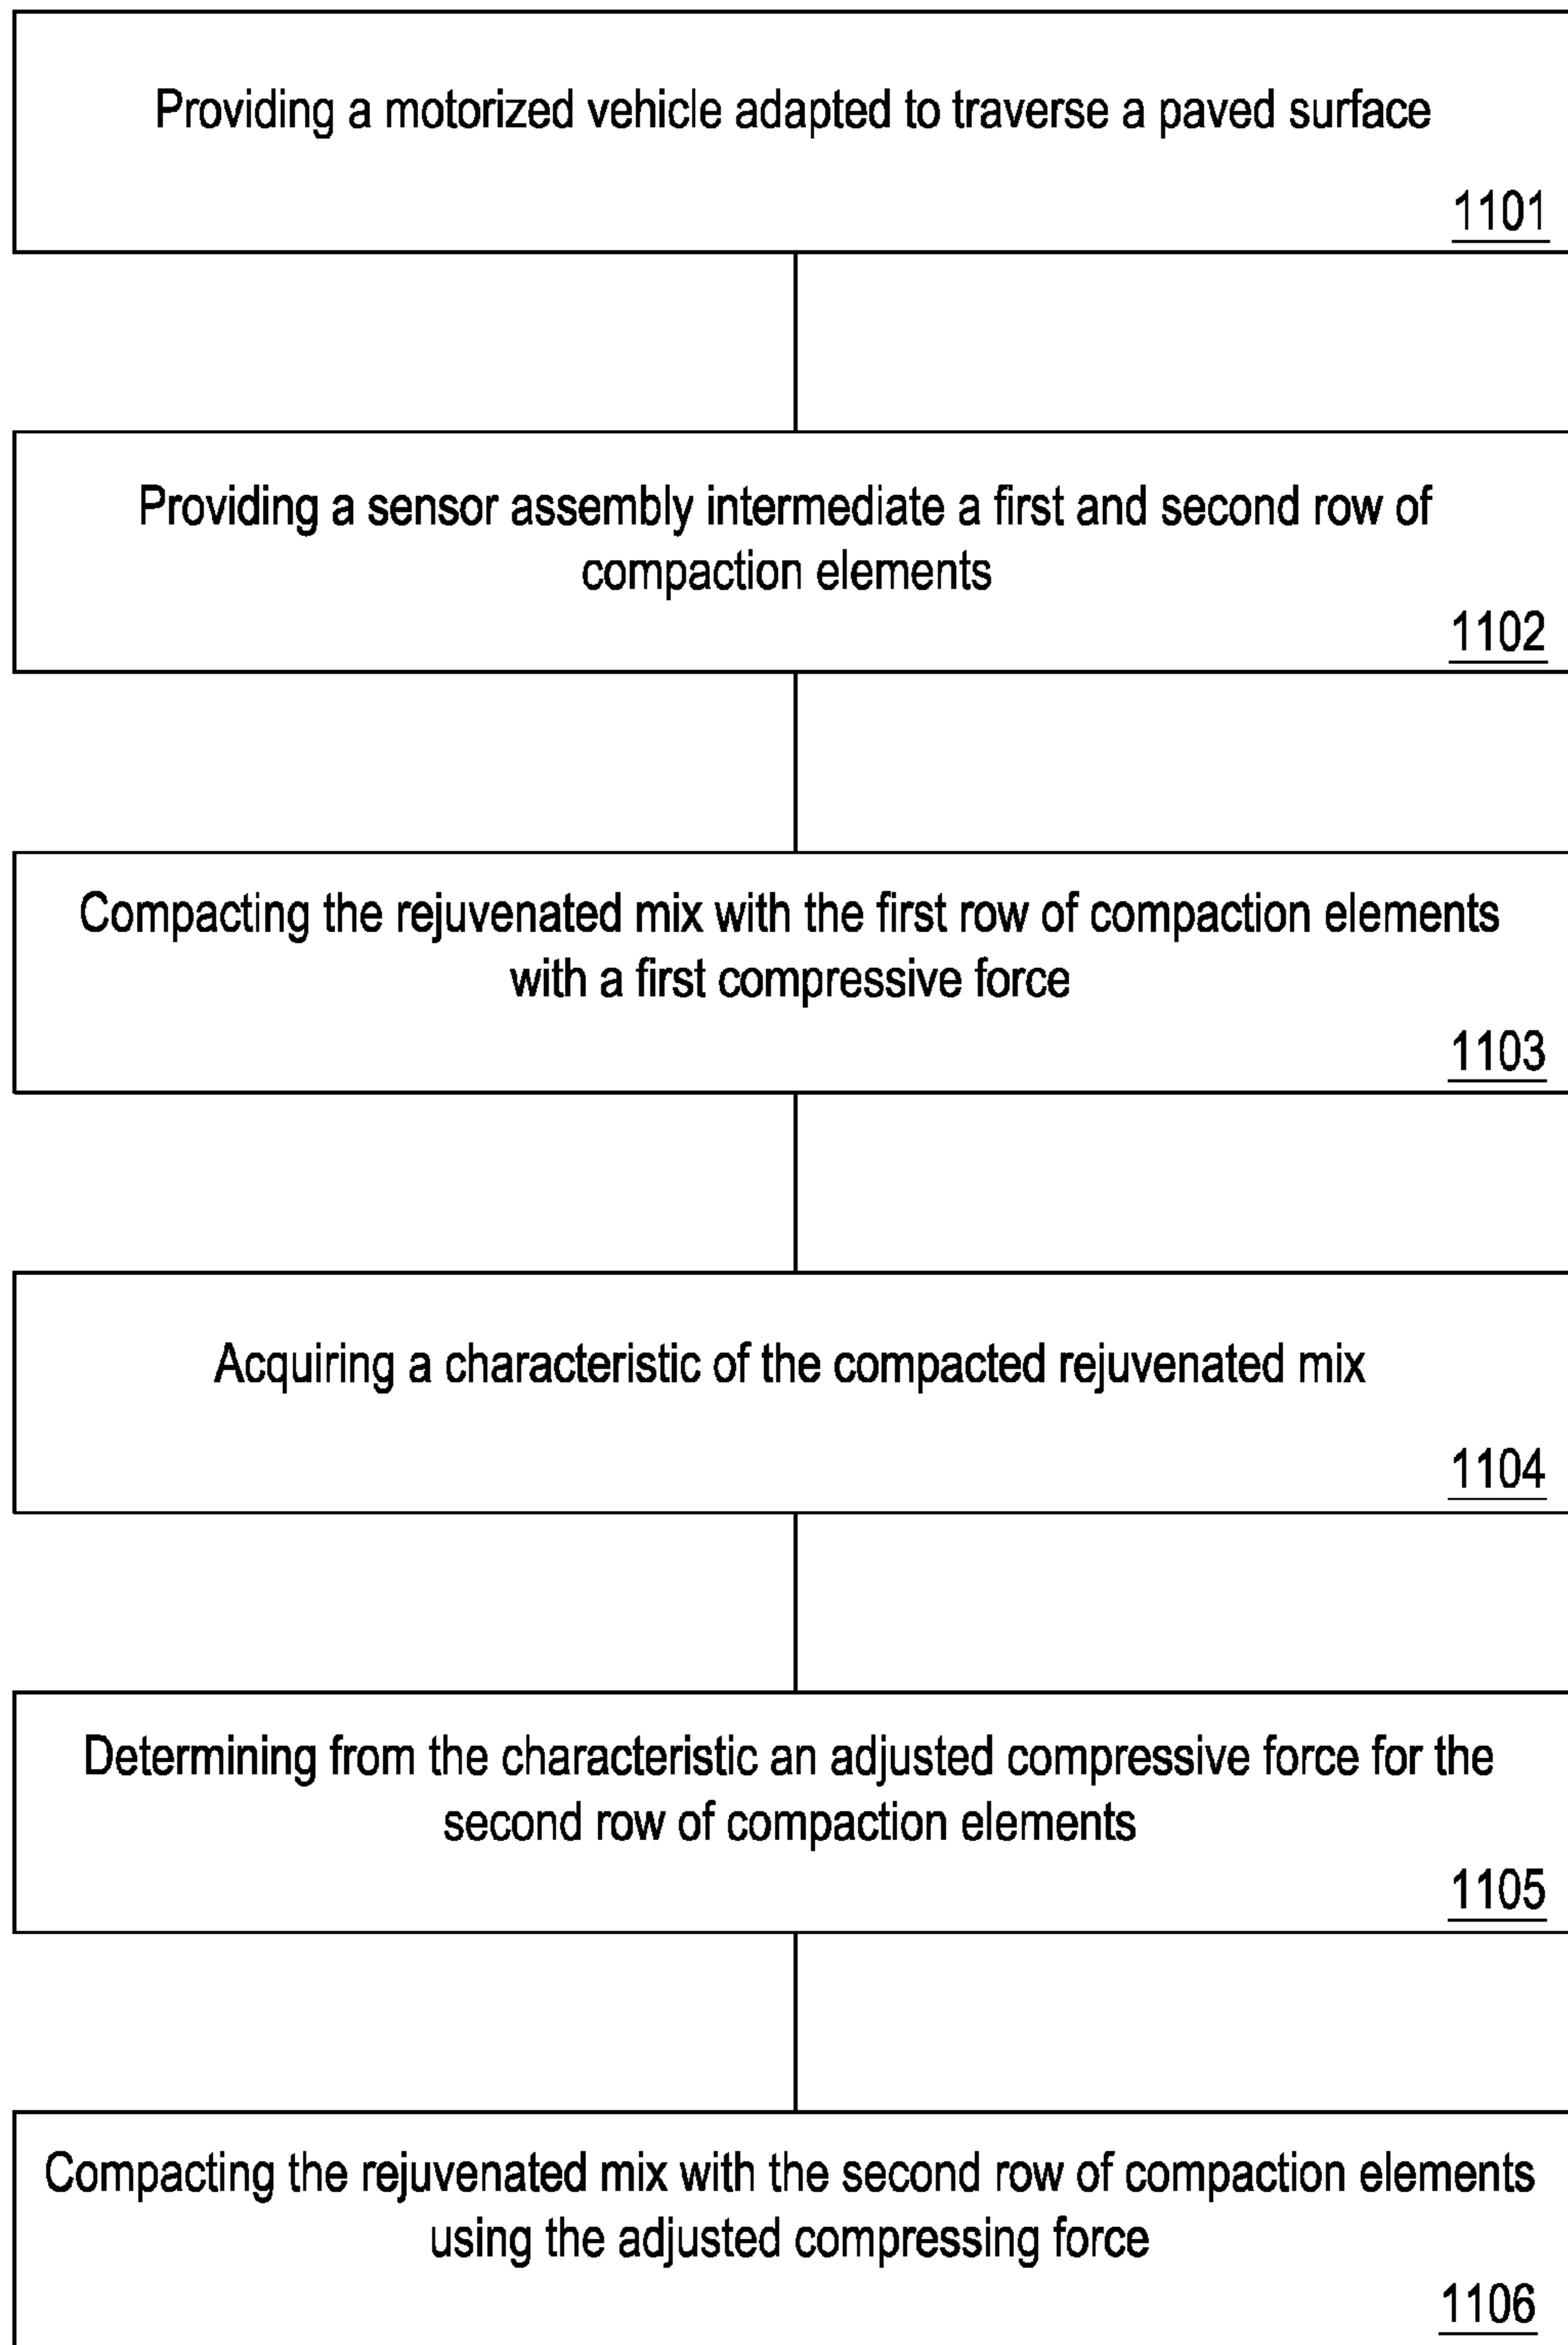 Providing a motorized vehicle adapted to traverse a paved surface
1101
Providing a sensor assembly intermediate a first and second row of
compaction elements
1102
Compacting the rejuvenated mix with the first row of compaction elements
with a first compressive force
1103
Acquiring a characteristic of the compacted rejuvenated mix
1104
Determining from the characteristic an adjusted compressive force for the
second row of compaction elements
1105
Compacting the rejuvenated mix with the second row of compaction elements
using the adjusted compressing force
1106